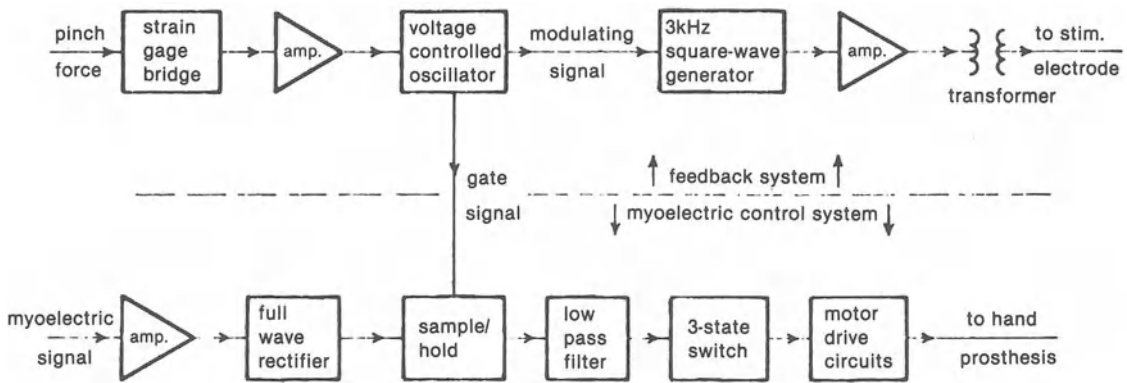 pinch
force
strain
gage
bridge
amp.
voltage
controlled
oscillator
modulating
signal
3kHz
square-wave
generator
amp.
transformer
to stim.
electrode
gate
signal
feedback system
myoelectric control system
myoelectric
signal
amp.
full
wave
rectifier
sample/
hold
low
pass
filter
3-state
switch
motor
drive
circuits
to hand
prosthesis